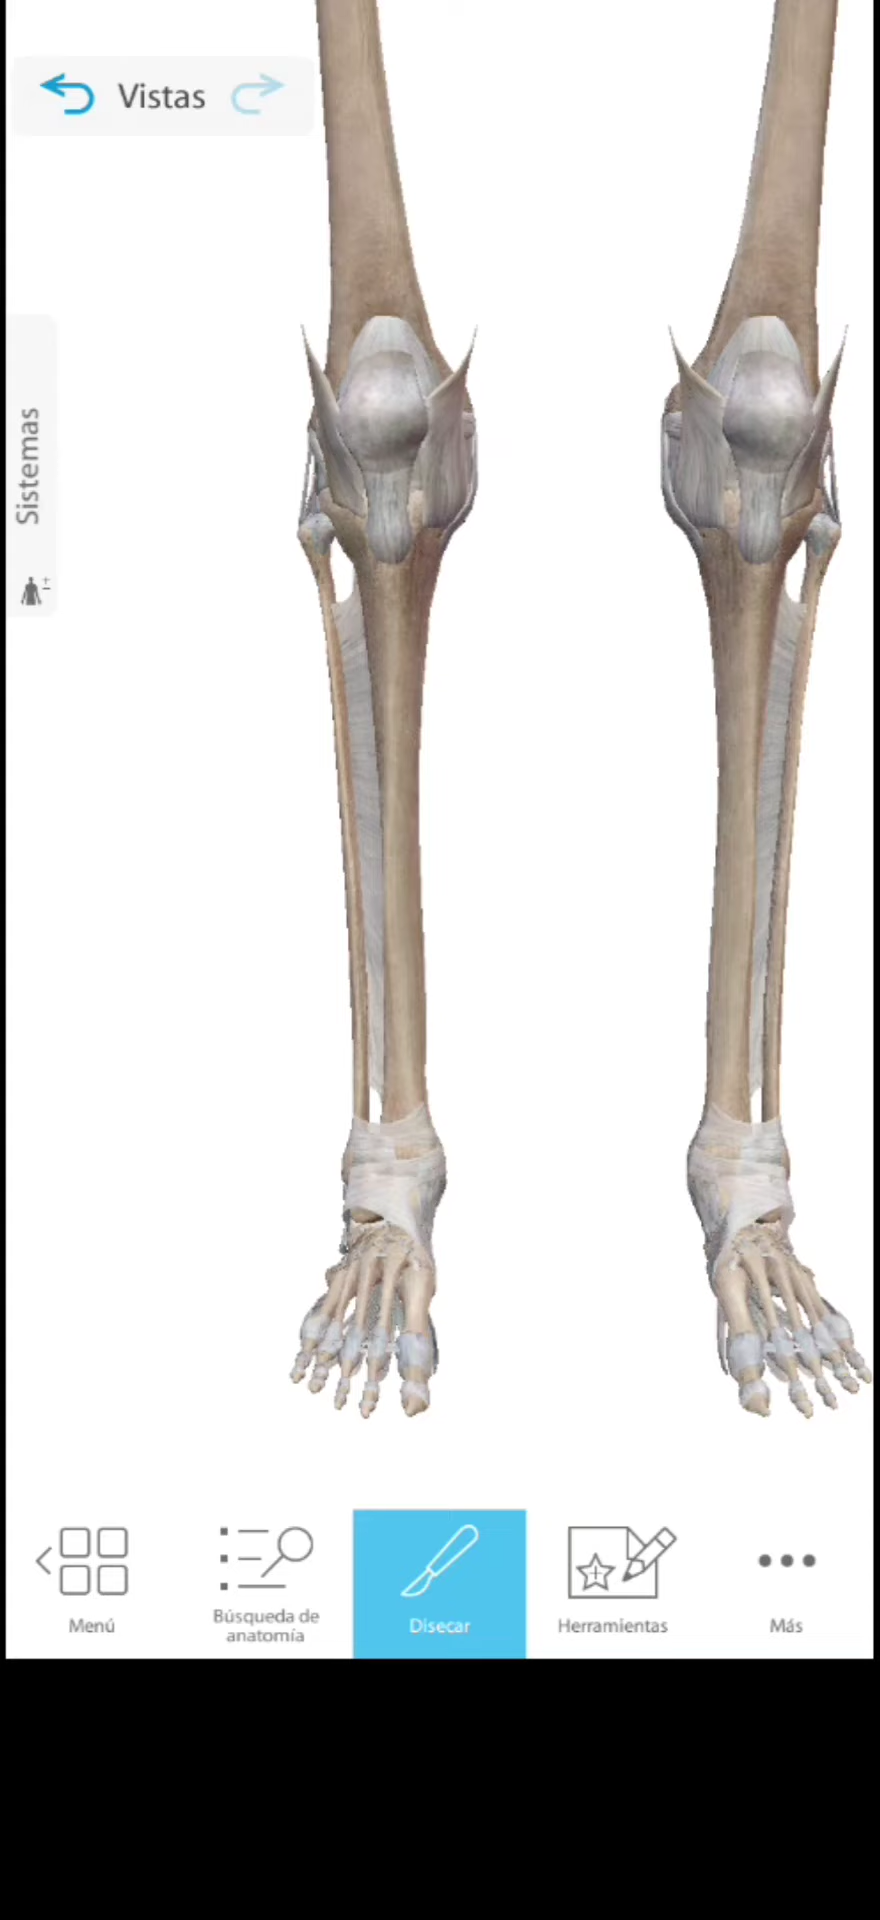 Vistas
Sistemas
Menú
Búsqueda de
anatomía
Disecar
Herramientas
Más